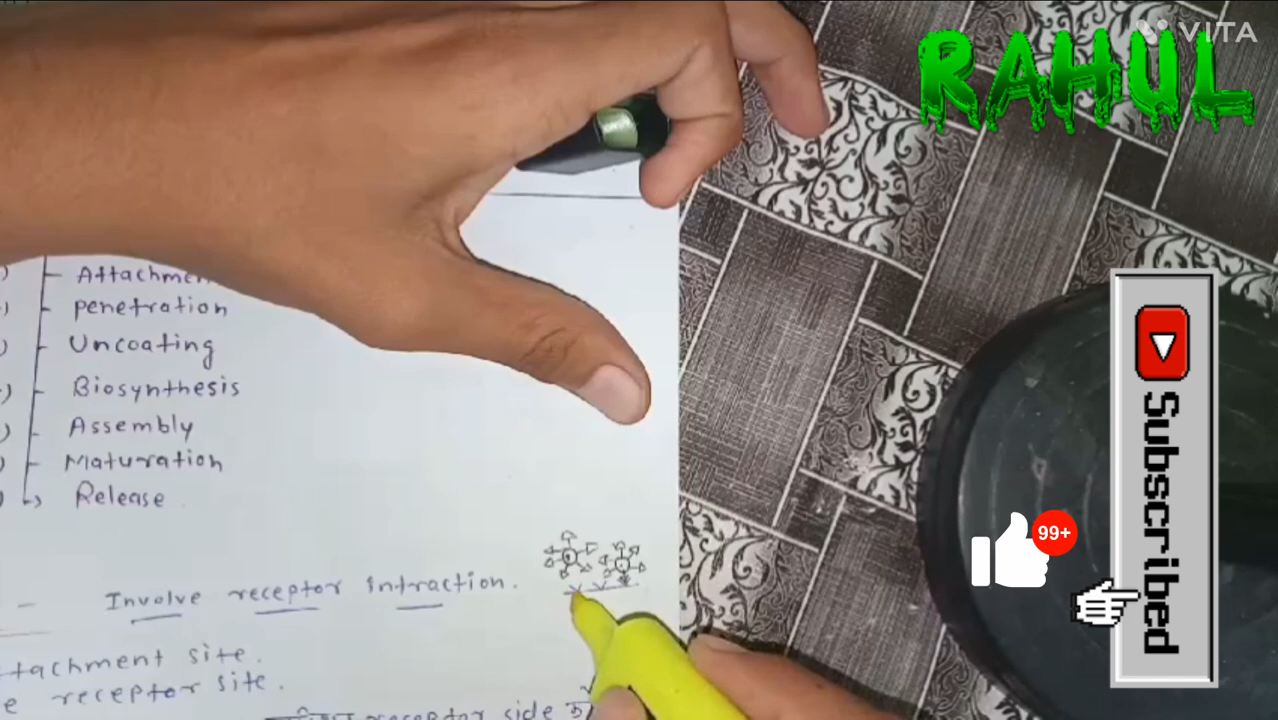 VITA
RAHUL
Attachmen
penetration
Uncoating
Biosynthesis
Assembly
Maturation
Release
Subscribed
99+
Involve receptor intraction.
ttachment site.
e receptor site.
receptor side को